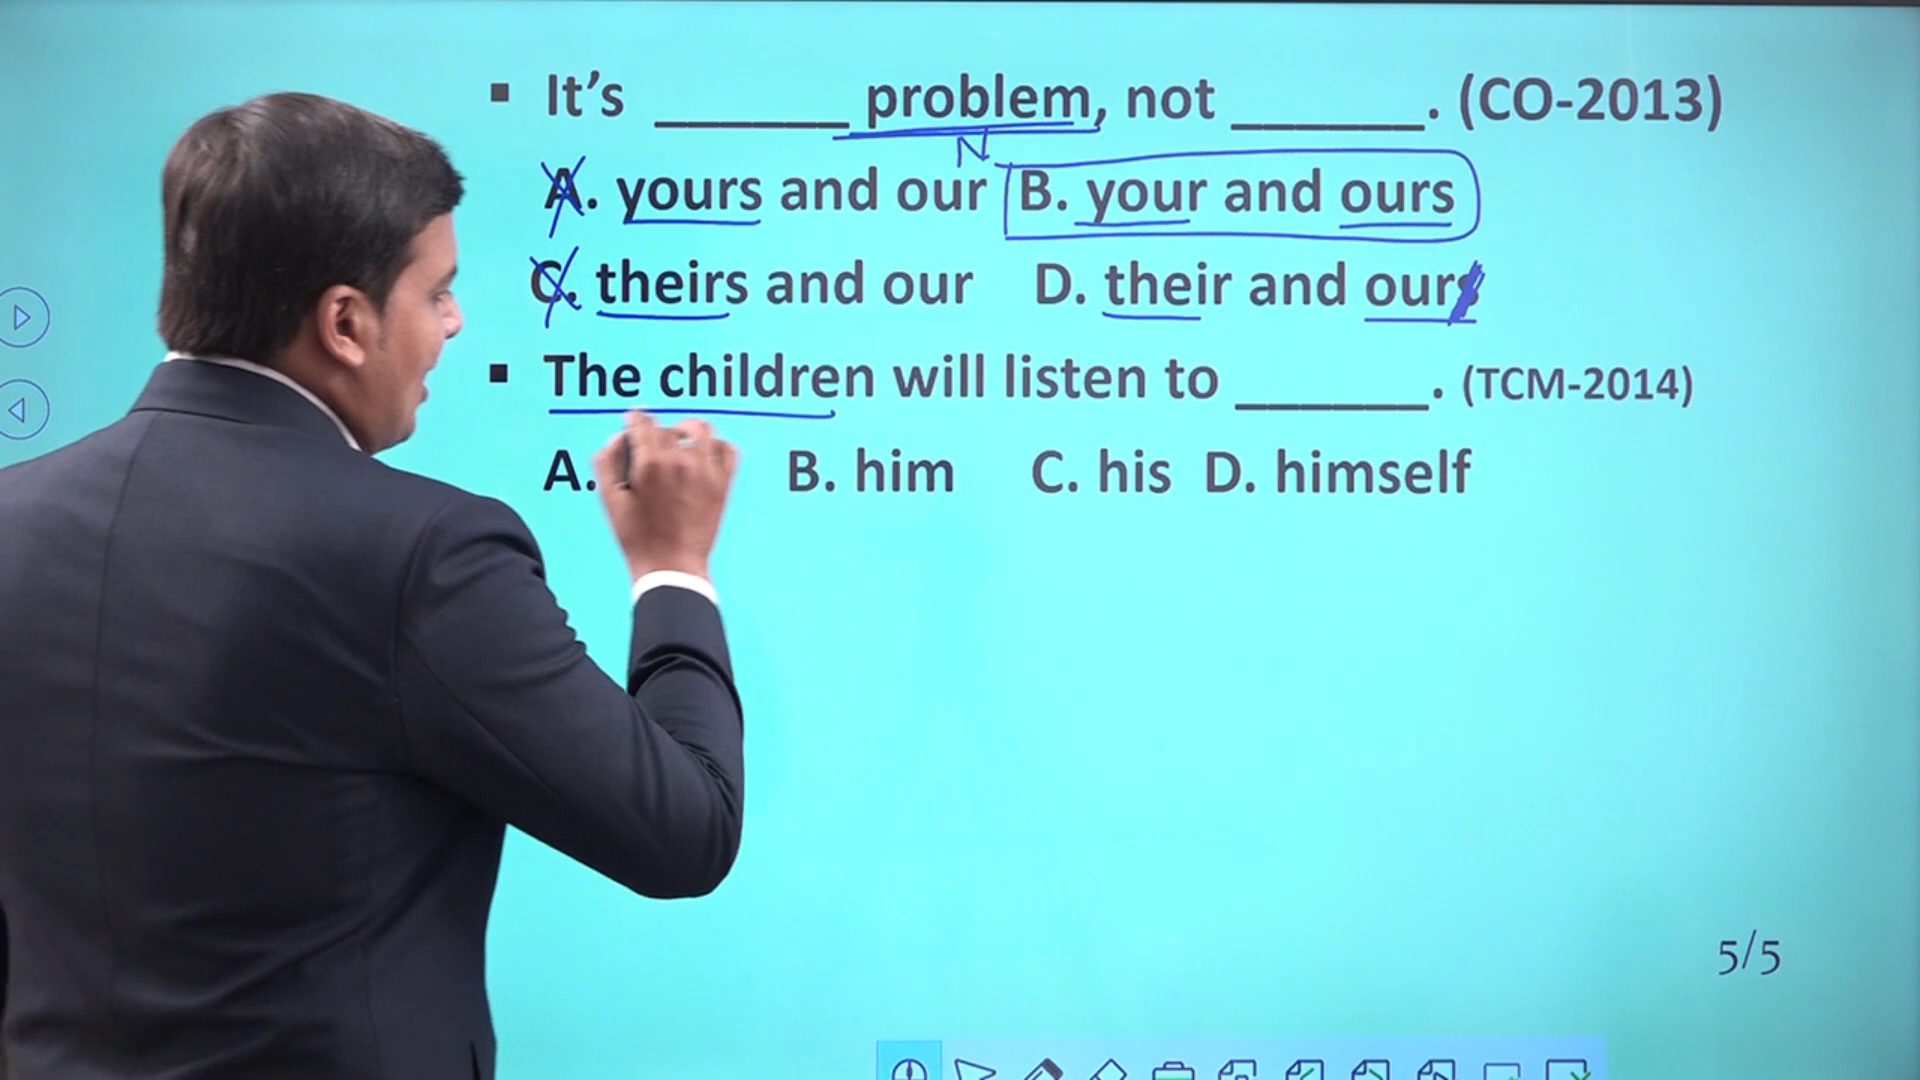 ▪ It’s ______ problem, not ______. (CO-2013)
N
A. yours and our B. your and ours
C. theirs and our D. their and our
▪ The children will listen to ______. (TCM-2014)
A. B. him C. his D. himself
5/5